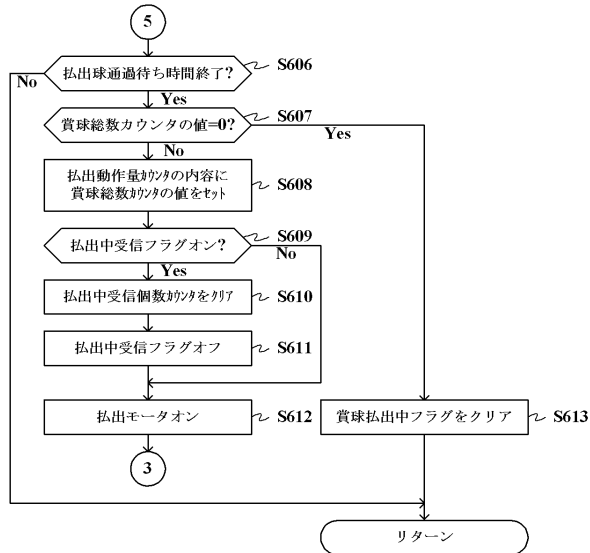 5
払出球通過待ち時間終了?
S606
No
Yes
賞球総数カウンタの値=0?
S607
Yes
No
払出動作量ｶｳﾝﾀの内容に
賞球総数ｶｳﾝﾀの値をｾｯﾄ
S608
払出中受信フラグオン?
S609
No
Yes
払出中受信個数ｶｳﾝﾀをｸﾘｱ
S610
払出中受信フラグオフ
S611
払出モータオン
S612
賞球払出中フラグをクリア
S613
3
リターン